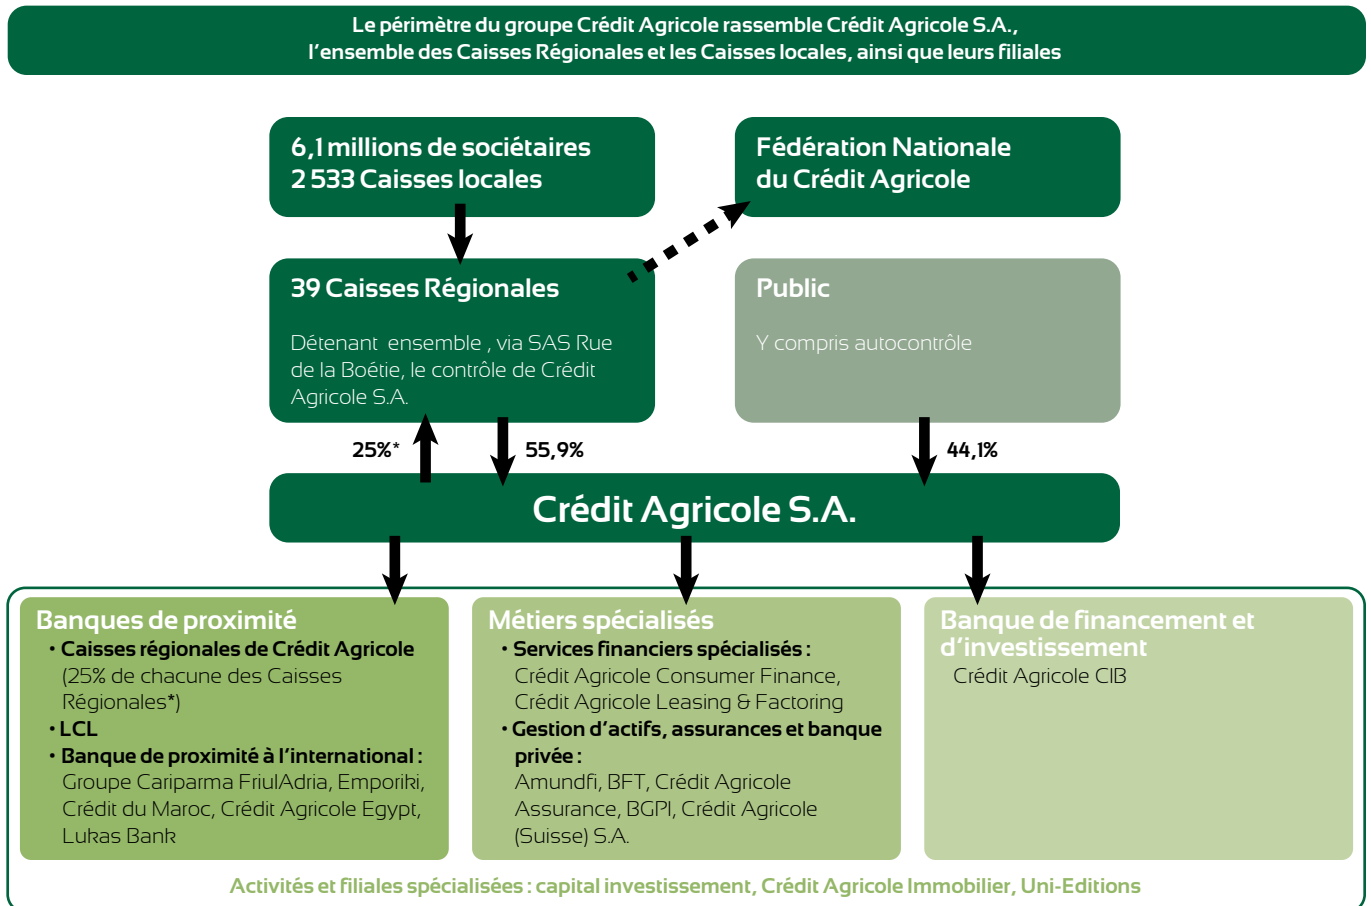 Le périmètre du groupe Crédit Agricole rassemble Crédit Agricole S.A.,
l'ensemble des Caisses Régionales et les Caisses locales, ainsi que leurs filiales
6,1 millions de sociétaires
2 533 Caisses locales
Fédération Nationale
du Crédit Agricole
39 Caisses Régionales
Détenant ensemble , via SAS Rue
de la Boétie, le contrôle de Crédit
Agricole S.A.
Public
Y compris autocontrôle
25%*
55,9%
44,1%
Crédit Agricole S.A.
Banques de proximité
• Caisses régionales de Crédit Agricole
(25% de chacune des Caisses
Régionales*)
• LCL
• Banque de proximité à l'international :
Groupe Cariparma FriulAdria, Emporiki,
Crédit du Maroc, Crédit Agricole Egypt,
Lukas Bank
Métiers spécialisés
• Services financiers spécialisés :
Crédit Agricole Consumer Finance,
Crédit Agricole Leasing & Factoring
• Gestion d'actifs, assurances et banque
privée :
Amundfi, BFT, Crédit Agricole
Assurance, BGPI, Crédit Agricole
(Suisse) S.A.
Banque de financement et
d'investissement
Crédit Agricole CIB
Activités et filiales spécialisées : capital investissement, Crédit Agricole Immobilier, Uni-Editions